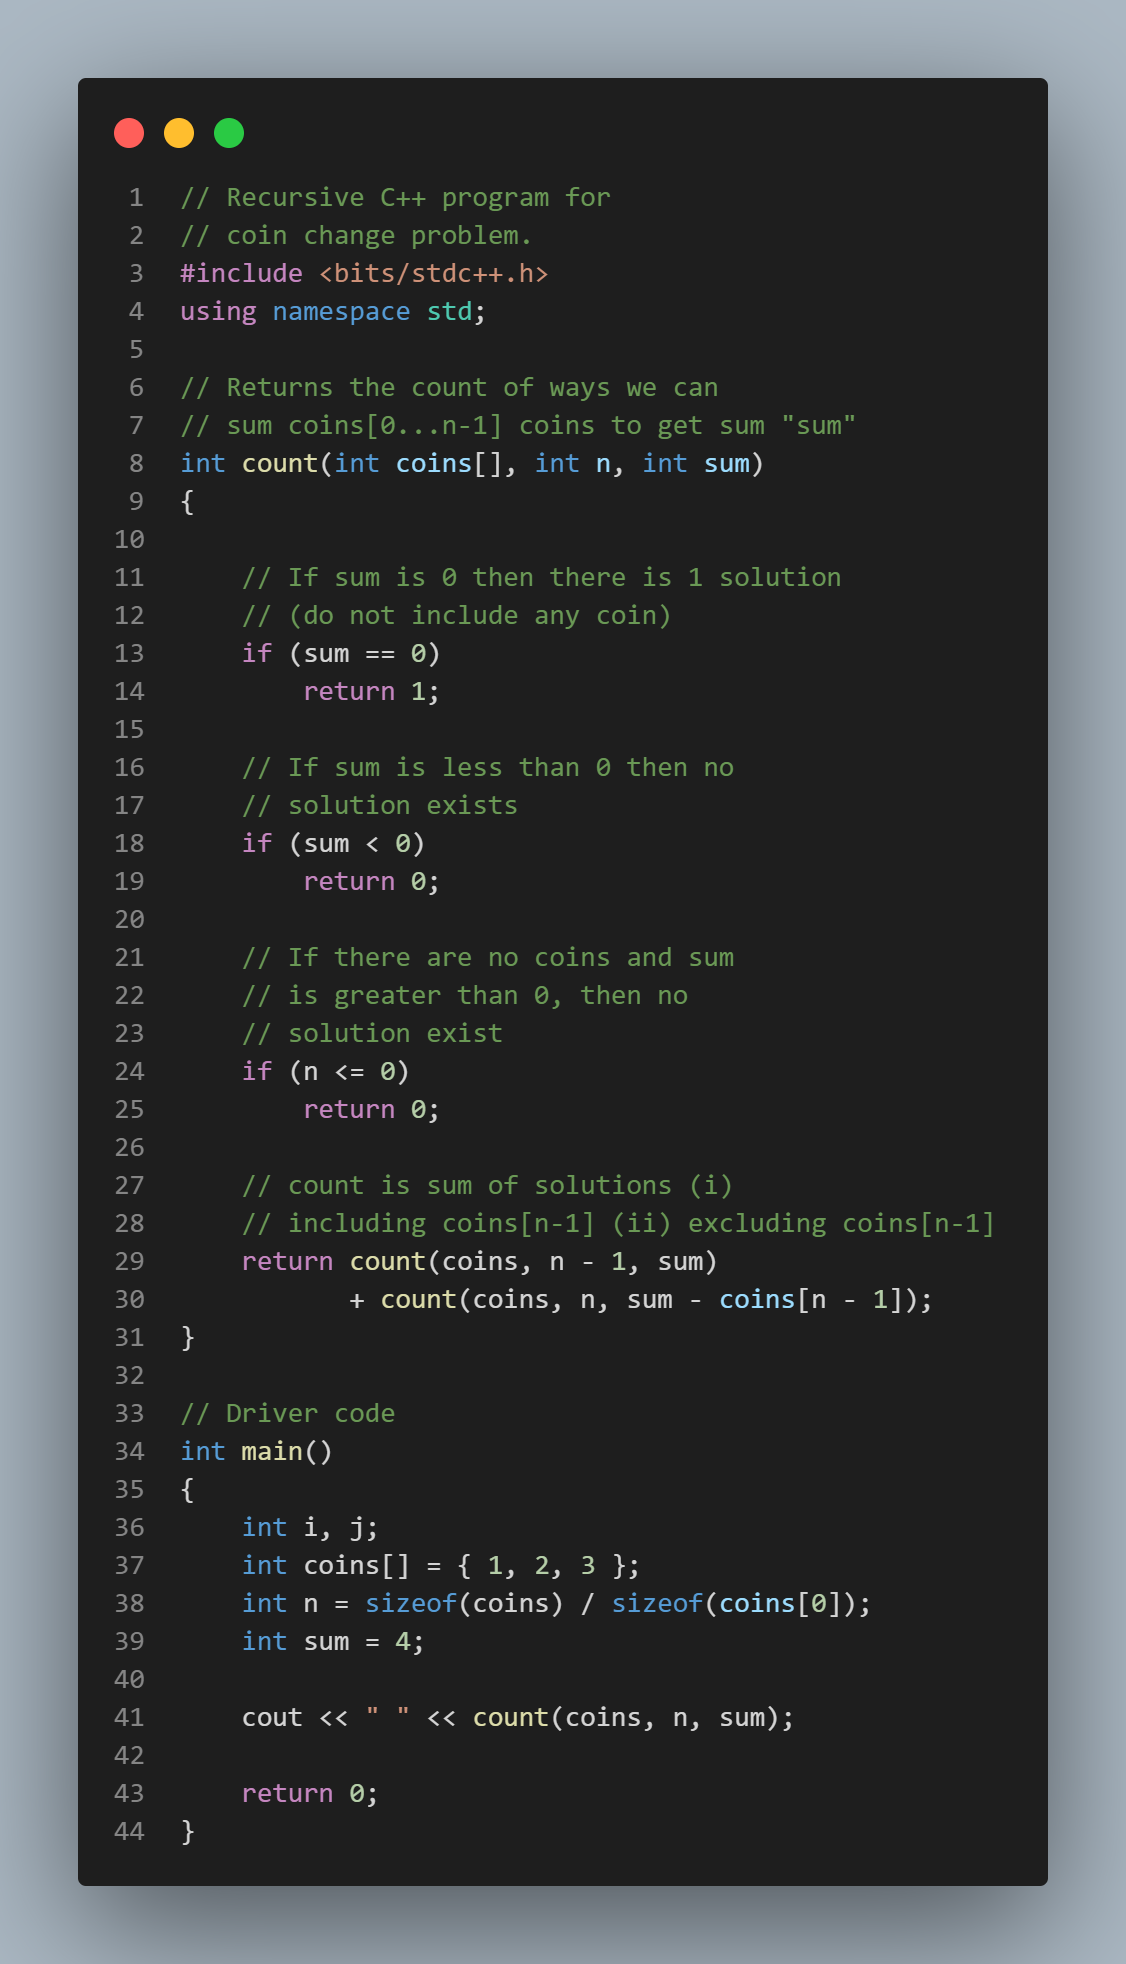 1 // Recursive C++ program for
2 // coin change problem.
3 #include <bits/stdc++.h>
4 using namespace std;
5
6 // Returns the count of ways we can
7 // sum coins[0...n-1] coins to get sum "sum"
8 int count(int coins[], int n, int sum)
9 {
10
11     // If sum is 0 then there is 1 solution
12     // (do not include any coin)
13     if (sum == 0)
14         return 1;
15
16     // If sum is less than 0 then no
17     // solution exists
18     if (sum < 0)
19         return 0;
20
21     // If there are no coins and sum
22     // is greater than 0, then no
23     // solution exist
24     if (n <= 0)
25         return 0;
26
27     // count is sum of solutions (i)
28     // including coins[n-1] (ii) excluding coins[n-1]
29     return count(coins, n - 1, sum)
30            + count(coins, n, sum - coins[n - 1]);
31 }
32
33 // Driver code
34 int main()
35 {
36     int i, j;
37     int coins[] = { 1, 2, 3 };
38     int n = sizeof(coins) / sizeof(coins[0]);
39     int sum = 4;
40
41     cout << " " << count(coins, n, sum);
42
43     return 0;
44 }